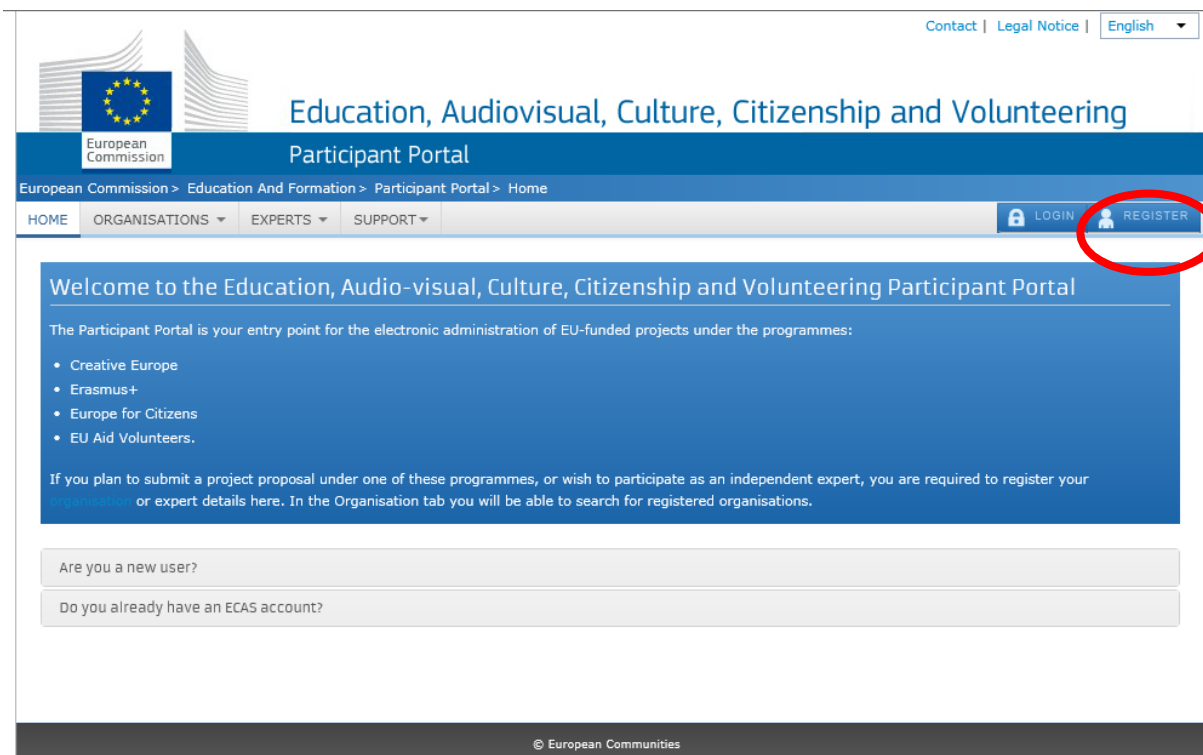 Contact | Legal Notice | English
Education, Audiovisual, Culture, Citizenship and Volunteering
European
Commission
Participant Portal
European Commission > Education And Formation > Participant Portal > Home
HOME ORGANISATIONS EXPERTS SUPPORT LOGIN REGISTER
Welcome to the Education, Audio-visual, Culture, Citizenship and Volunteering Participant Portal
The Participant Portal is your entry point for the electronic administration of EU-funded projects under the programmes:
• Creative Europe
• Erasmus+
• Europe for Citizens
• EU Aid Volunteers.
If you plan to submit a project proposal under one of these programmes, or wish to participate as an independent expert, you are required to register your
organisation or expert details here. In the Organisation tab you will be able to search for registered organisations.
Are you a new user?
Do you already have an ECAS account?
© European Communities